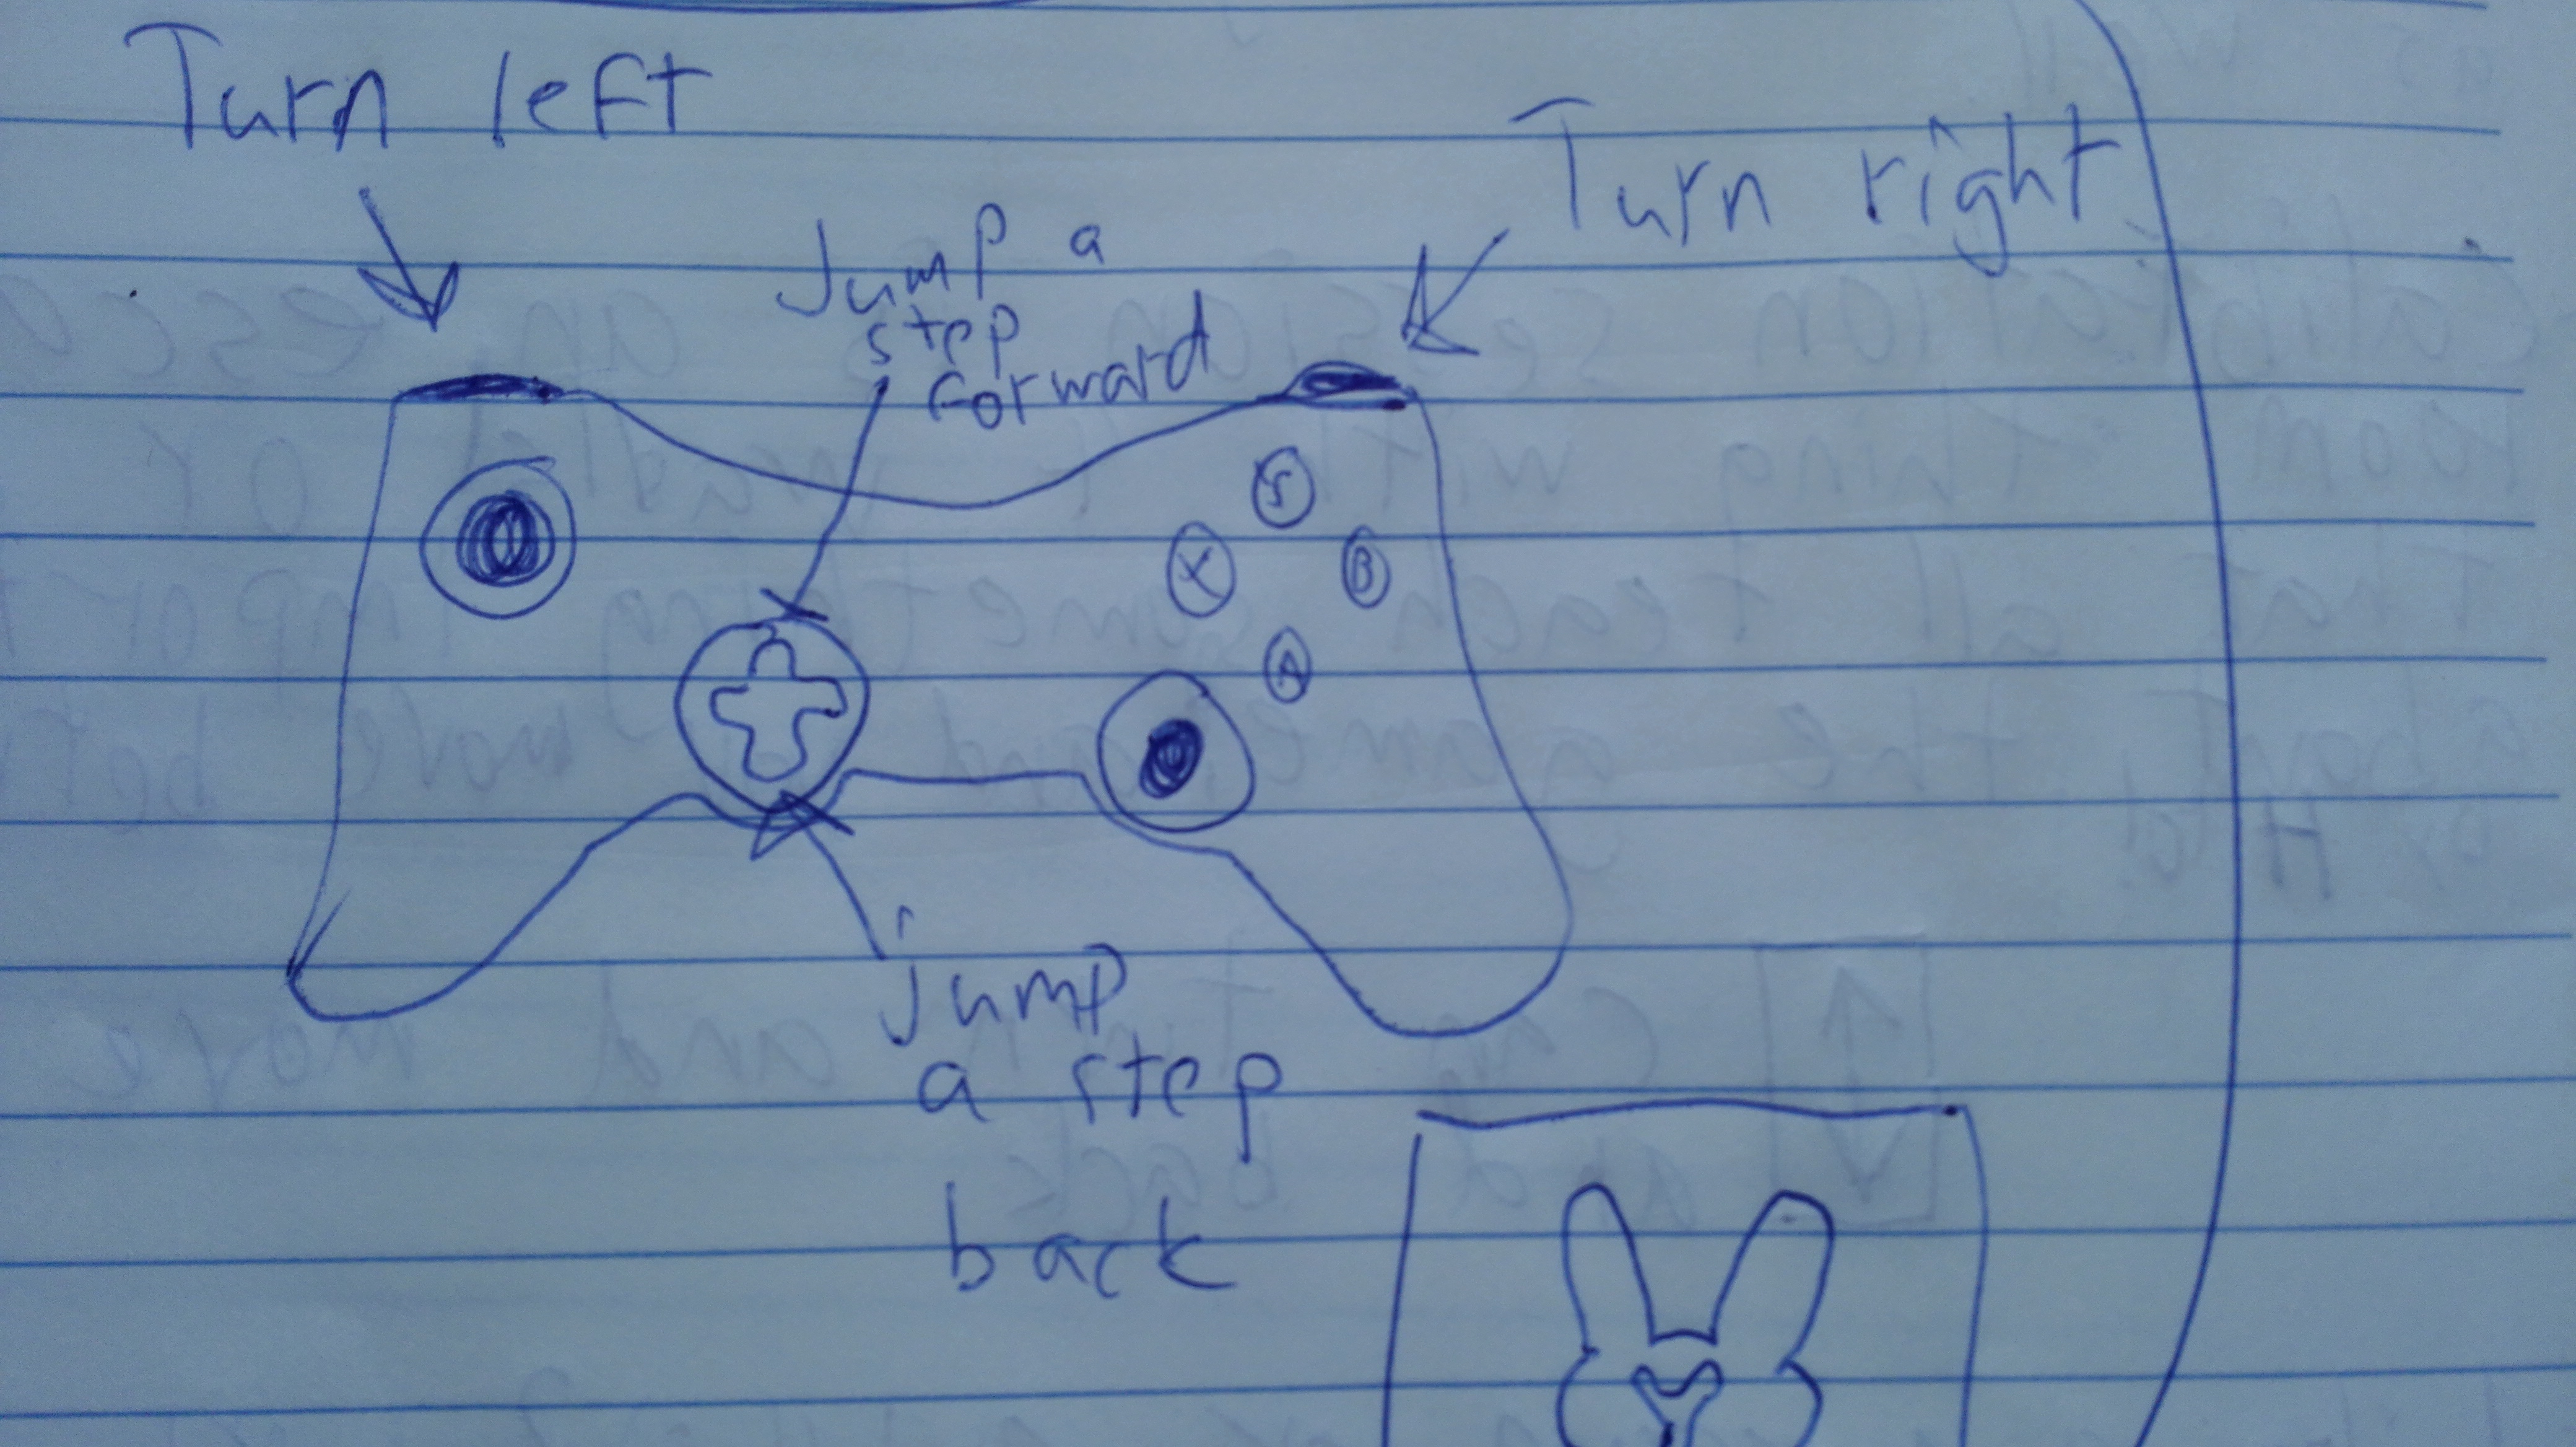 Turn left
Turn right
Jump a
step
forward
S
X
B
A
jump
a step
back